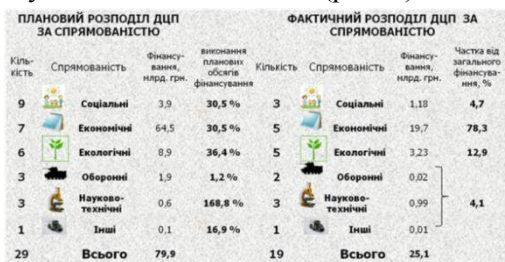 ПЛАНОВИЙ РОЗПОДІЛ ДЦП
ЗА СПРЯМОВАНІСТЮ
Кіль-
кість
Спрямованість
Фінансу-
вання,
млрд. грн.
виконання
планових
обсягів
фінансування
9 Соціальні 3,9 30,5 %
7 Економічні 64,5 30,5 %
6 Екологічні 8,9 36,4 %
3 Оборонні 1,9 1,2 %
3 Науково-
технічні 0,6 168,8 %
1 Інші 0,1 16,9 %
29 Всього 79,9
ФАКТИЧНИЙ РОЗПОДІЛ ДЦП ЗА
СПРЯМОВАНІСТЮ
Кількість
Спрямованість
Фінансу-
вання,
млрд. грн.
Частка від
загального
фінансува-
ння, %
3 Соціальні 1,18 4,7
5 Економічні 19,7 78,3
5 Екологічні 3,23 12,9
2 Оборонні 0,02
3 Науково-
технічні 0,99 4,1
1 Інші 0,01
19 Всього 25,1